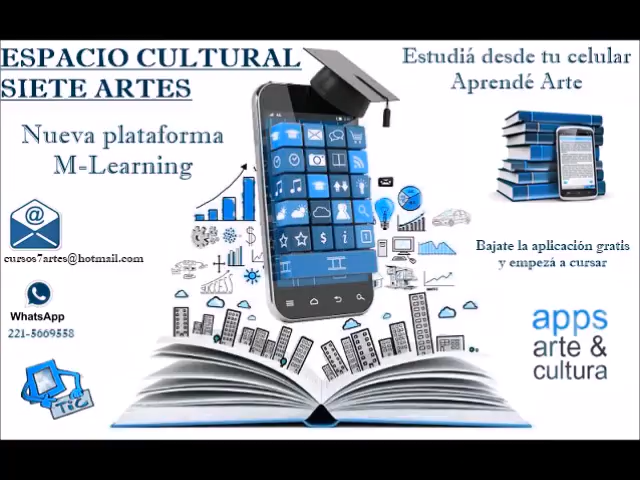 ESPACIO CULTURAL
SIETE ARTES
Nueva plataforma
M-Learning
Estudiá desde tu celular
Aprendé Arte
cursos7artes@hotmail.com
WhatsApp
221-5669558
TIC
Bajate la aplicación gratis
y empezá a cursar
apps
arte &
cultura